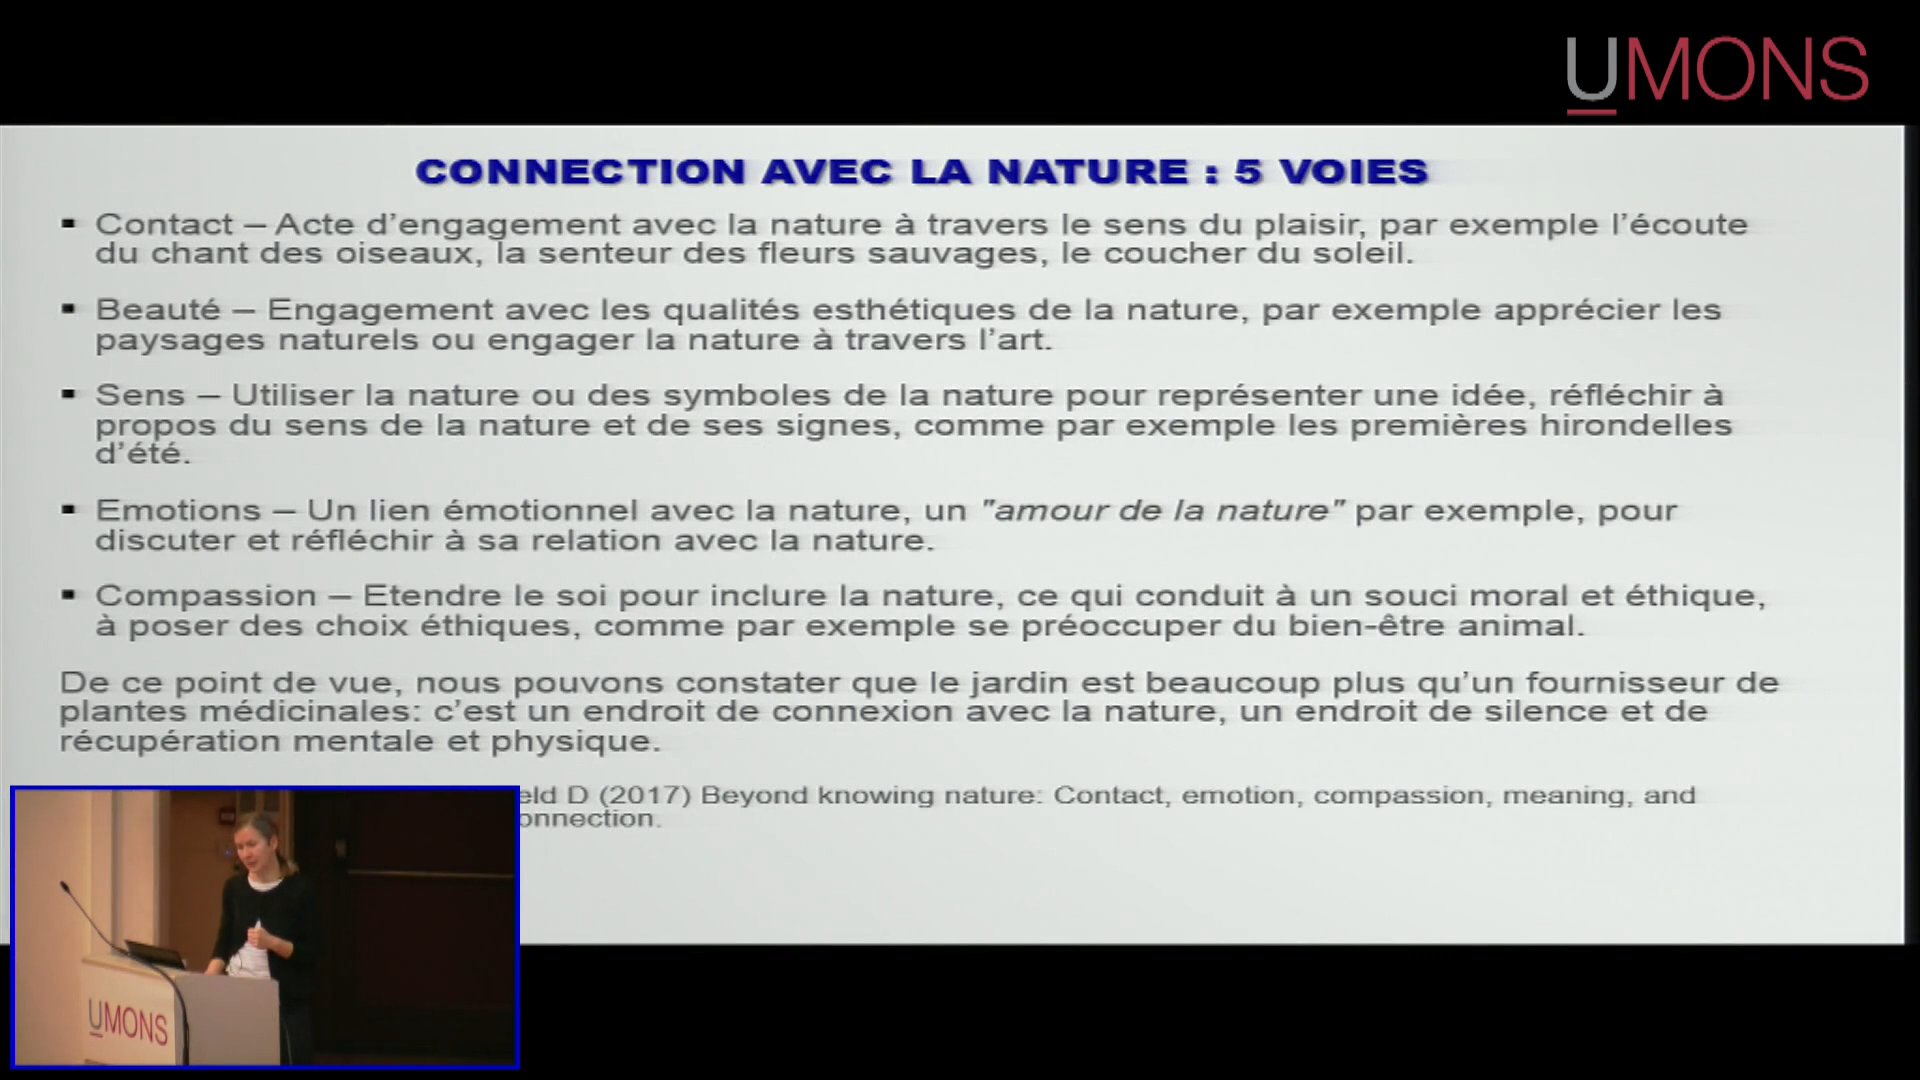 UMONS
CONNECTION AVEC LA NATURE : 5 VOIES
▪ Contact – Acte d'engagement avec la nature à travers le sens du plaisir, par exemple l'écoute
du chant des oiseaux, la senteur des fleurs sauvages, le coucher du soleil.
▪ Beauté – Engagement avec les qualités esthétiques de la nature, par exemple apprécier les
paysages naturels ou engager la nature à travers l'art.
▪ Sens – Utiliser la nature ou des symboles de la nature pour représenter une idée, réfléchir à
propos du sens de la nature et de ses signes, comme par exemple les premières hirondelles
d'été.
▪ Emotions – Un lien émotionnel avec la nature, un "amour de la nature" par exemple, pour
discuter et réfléchir à sa relation avec la nature.
▪ Compassion – Etendre le soi pour inclure la nature, ce qui conduit à un souci moral et éthique,
à poser des choix éthiques, comme par exemple se préoccuper du bien-être animal.
De ce point de vue, nous pouvons constater que le jardin est beaucoup plus qu'un fournisseur de
plantes médicinales: c'est un endroit de connexion avec la nature, un endroit de silence et de
récupération mentale et physique.
eld D (2017) Beyond knowing nature: Contact, emotion, compassion, meaning, and
onnection.
UMONS